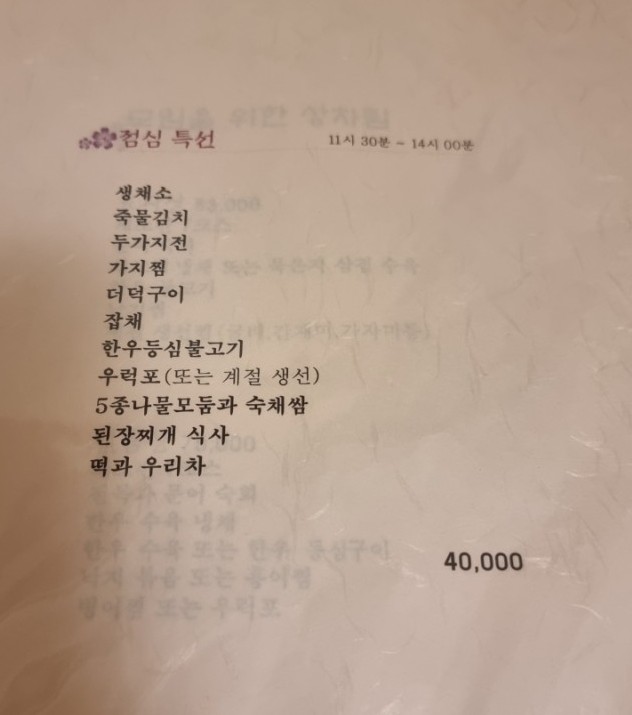 점심 특선 11시 30분 ~ 14시 00분
생채소
죽물김치
두가지전
가지찜
더덕구이
잡채
한우등심불고기
우럭포(또는 계절 생선)
5종나물모둠과 숙채쌈
된장찌개 식사
떡과 우리차
40,000